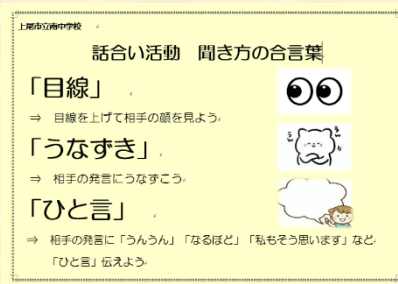 上尾市立南中学校
話合い活動　聞き方の合言葉
「目線」
⇒　目線を上げて相手の顔を見よう
「うなずき」
⇒　相手の発言にうなずこう
「ひと言」
⇒　相手の発言に「うんうん」「なるほど」「私もそう思います」など
「ひと言」伝えよう